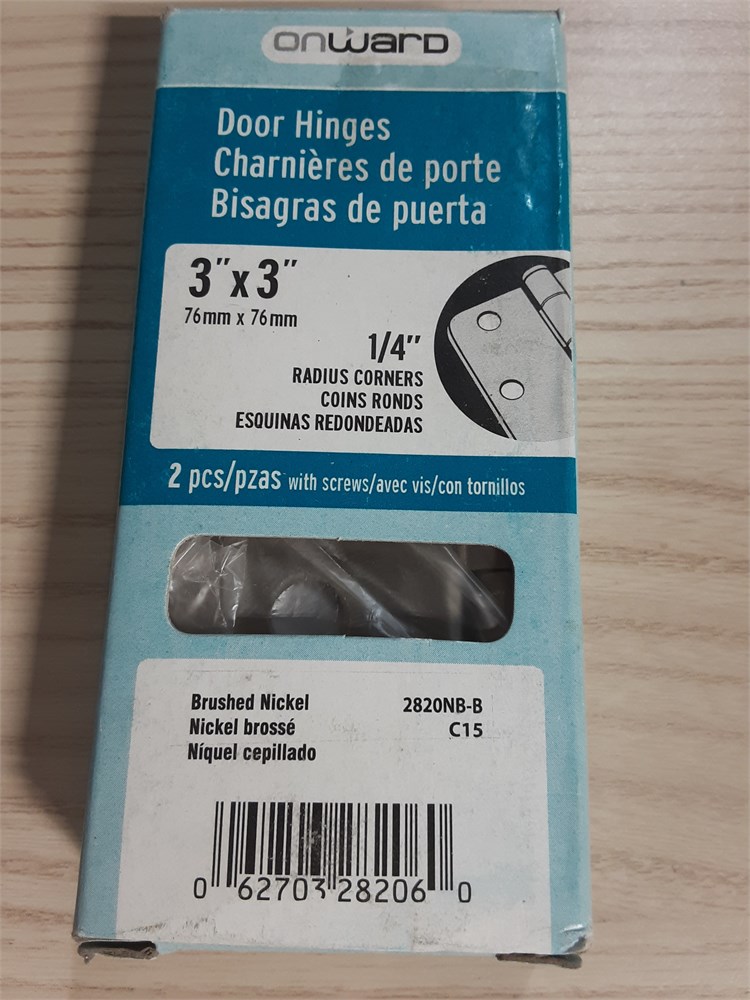 onwarD
Door Hinges
Charnières de porte
Bisagras de puerta
3" x 3"
76mm x 76mm
1/4"
RADIUS CORNERS
COINS RONDS
ESQUINAS REDONDEADAS
2 pcs/pzas with screws/avec vis/con tornillos
Brushed Nickel 2820NB-B
Nickel brossé C15
Níquel cepillado
0 62703 28206 0